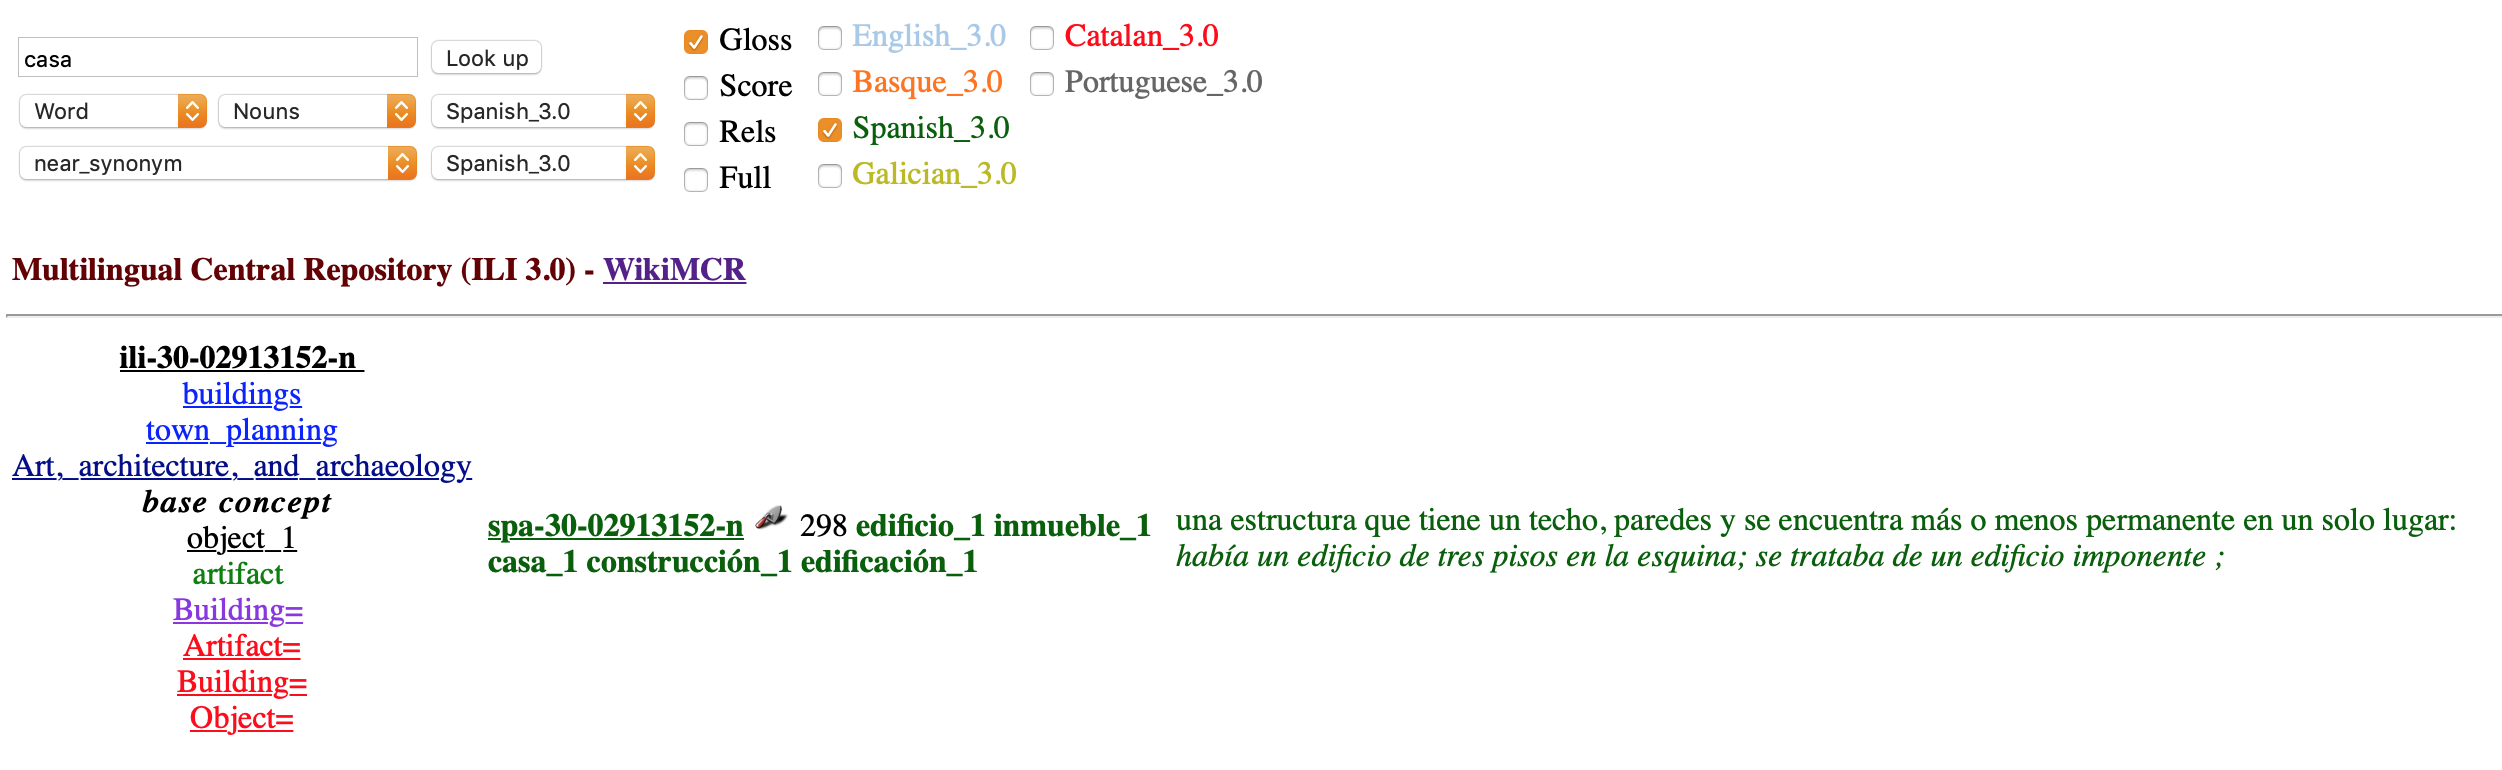 casa
Look up
Word
Nouns
Spanish_3.0
near_synonym
Spanish_3.0
Gloss
Score
Rels
Full
English_3.0
Basque_3.0
Spanish_3.0
Galician_3.0
Catalan_3.0
Portuguese_3.0
Multilingual Central Repository (ILI 3.0) - WikiMCR
ili-30-02913152-n
buildings
town_planning
Art,_architecture,_and_archaeology
base concept
object_1
artifact
Building=
Artifact=
Building=
Object=
spa-30-02913152-n 298 edificio_1 inmueble_1
casa_1 construcción_1 edificación_1
una estructura que tiene un techo, paredes y se encuentra más o menos permanente en un solo lugar:
había un edificio de tres pisos en la esquina; se trataba de un edificio imponente ;